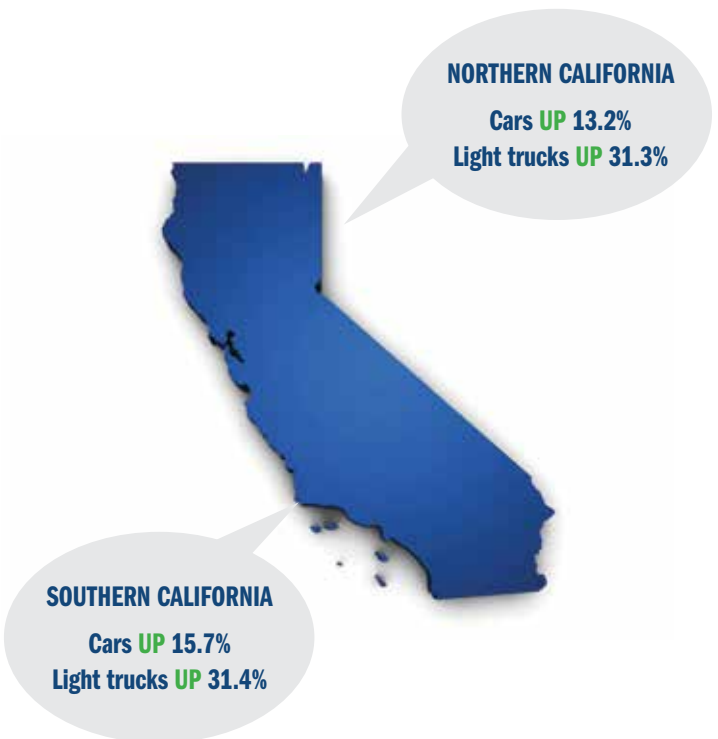 NORTHERN CALIFORNIA
Cars UP 13.2%
Light trucks UP 31.3%
SOUTHERN CALIFORNIA
Cars UP 15.7%
Light trucks UP 31.4%